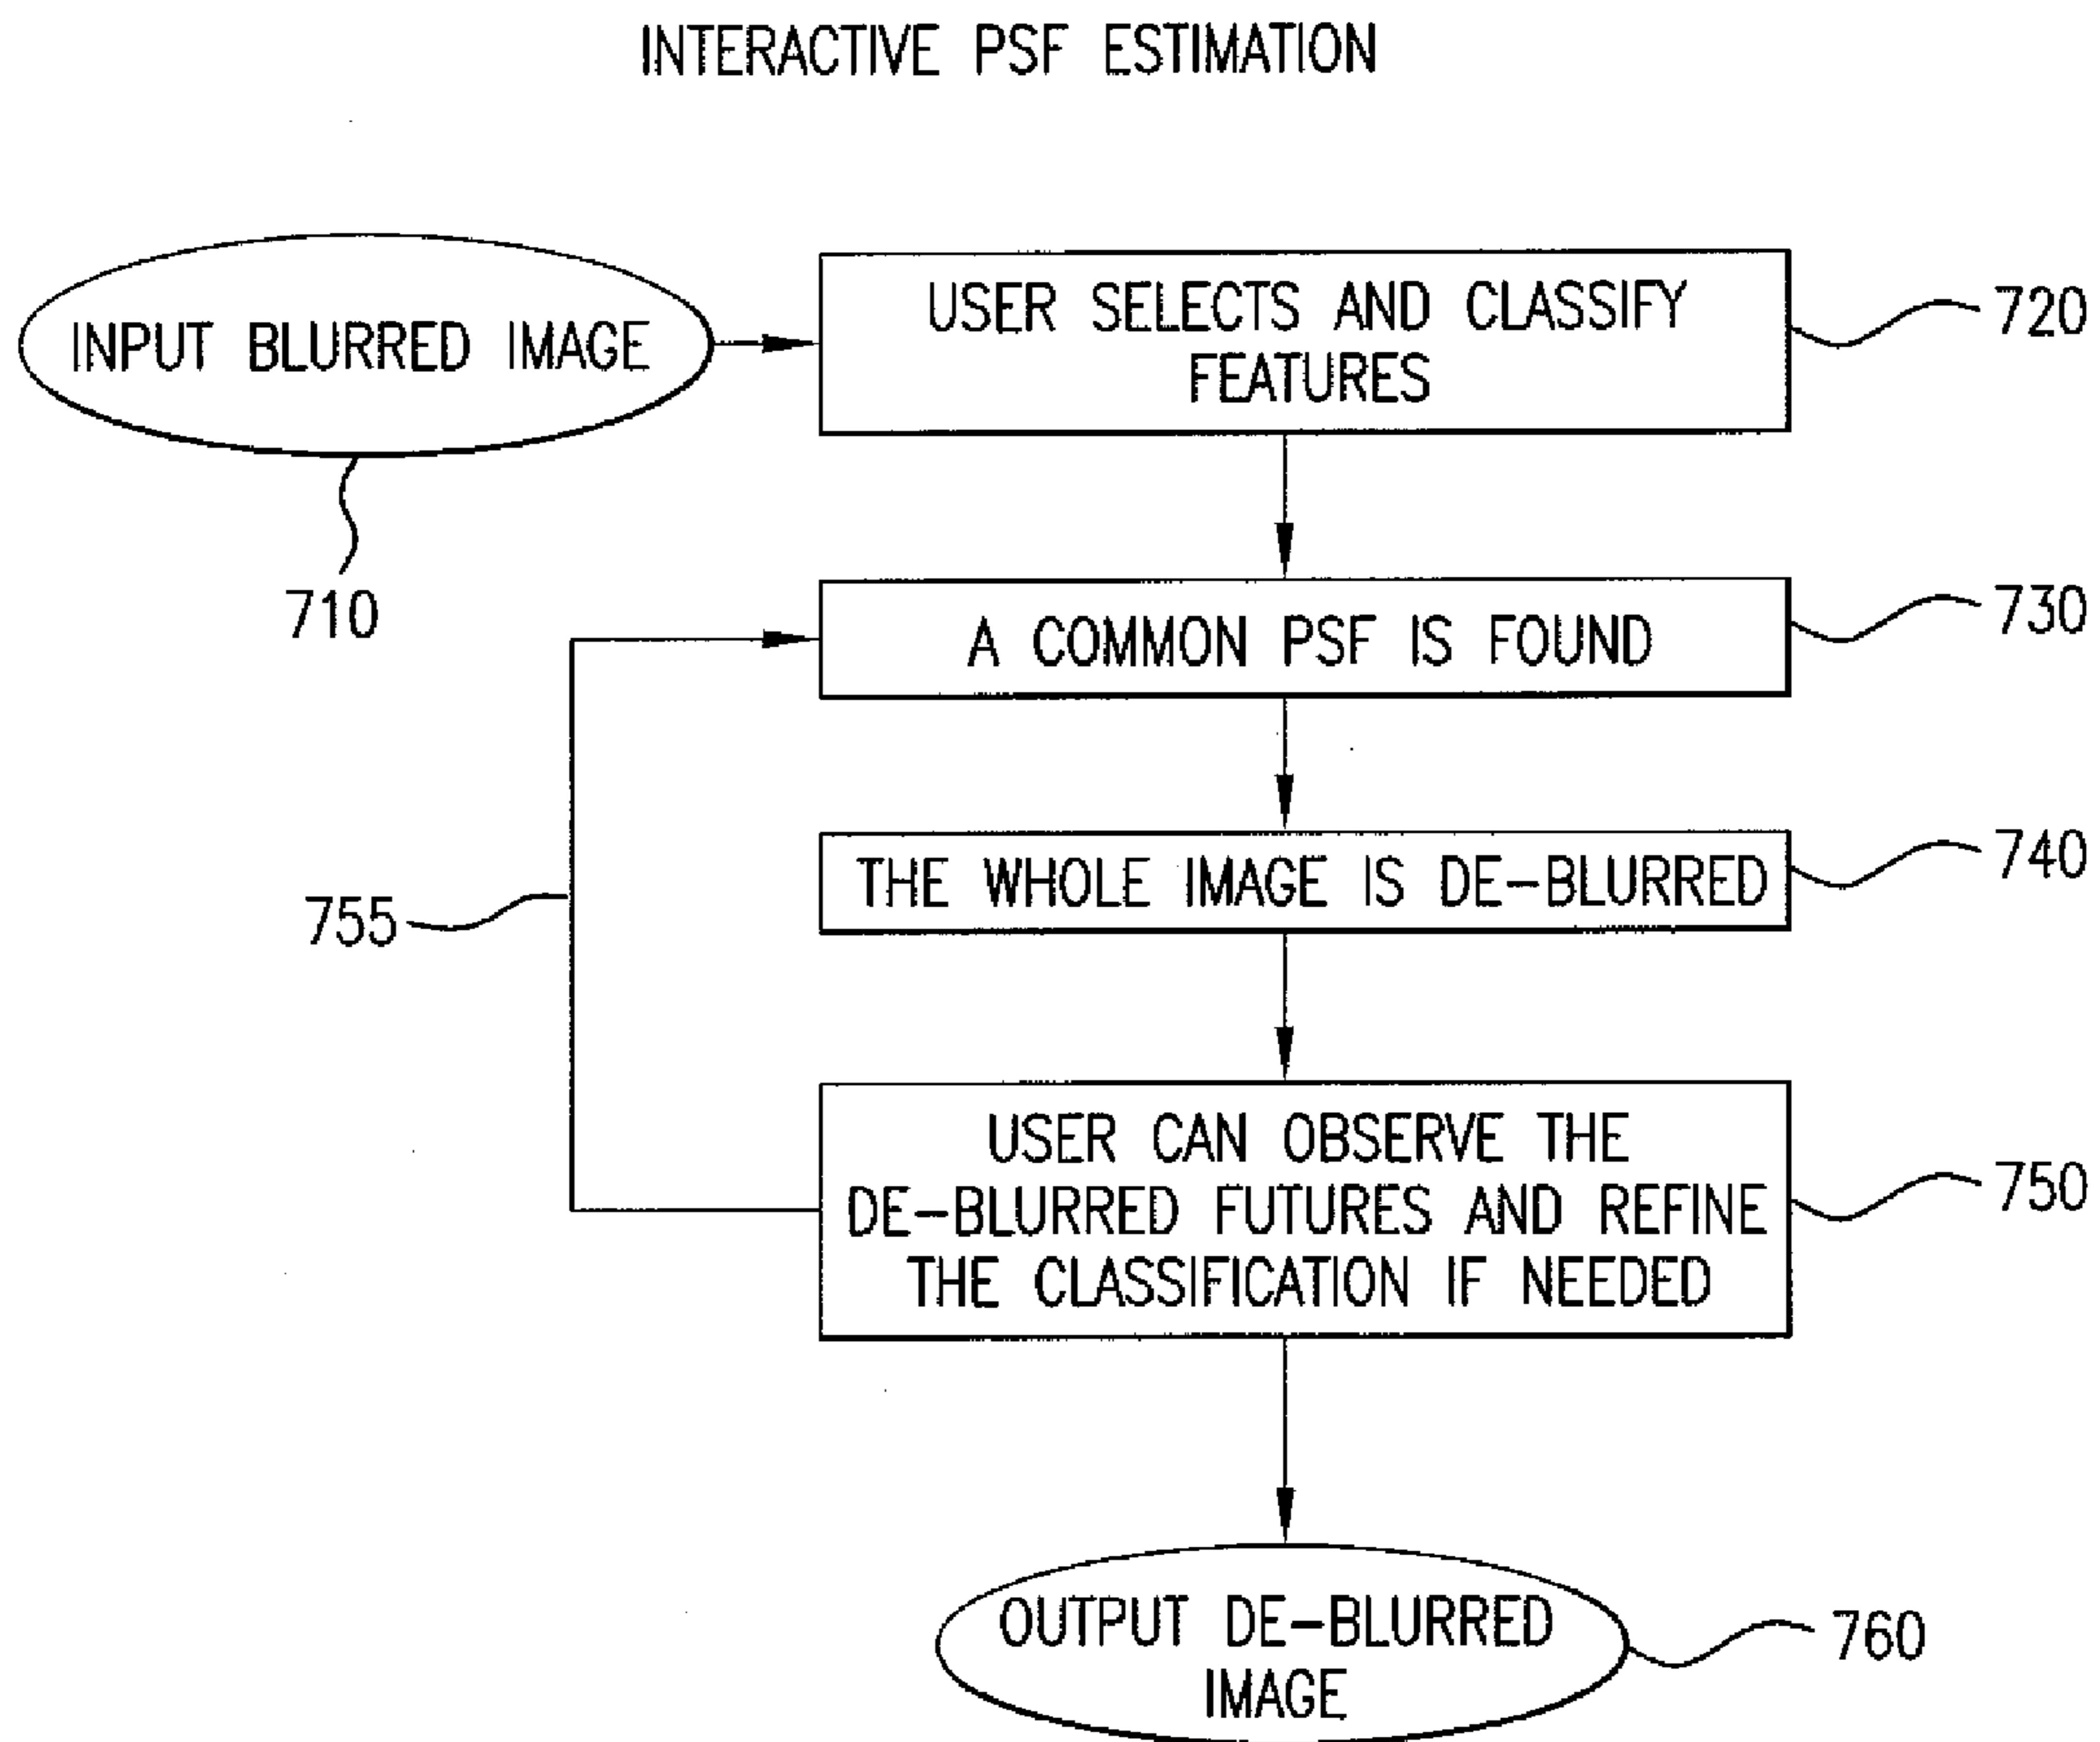 INTERACTIVE PSF ESTIMATION
INPUT BLURRED IMAGE
710
USER SELECTS AND CLASSIFY
FEATURES
720
A COMMON PSF IS FOUND
730
THE WHOLE IMAGE IS DE-BLURRED
740
755
USER CAN OBSERVE THE
DE-BLURRED FUTURES AND REFINE
THE CLASSIFICATION IF NEEDED
750
OUTPUT DE-BLURRED
IMAGE
760